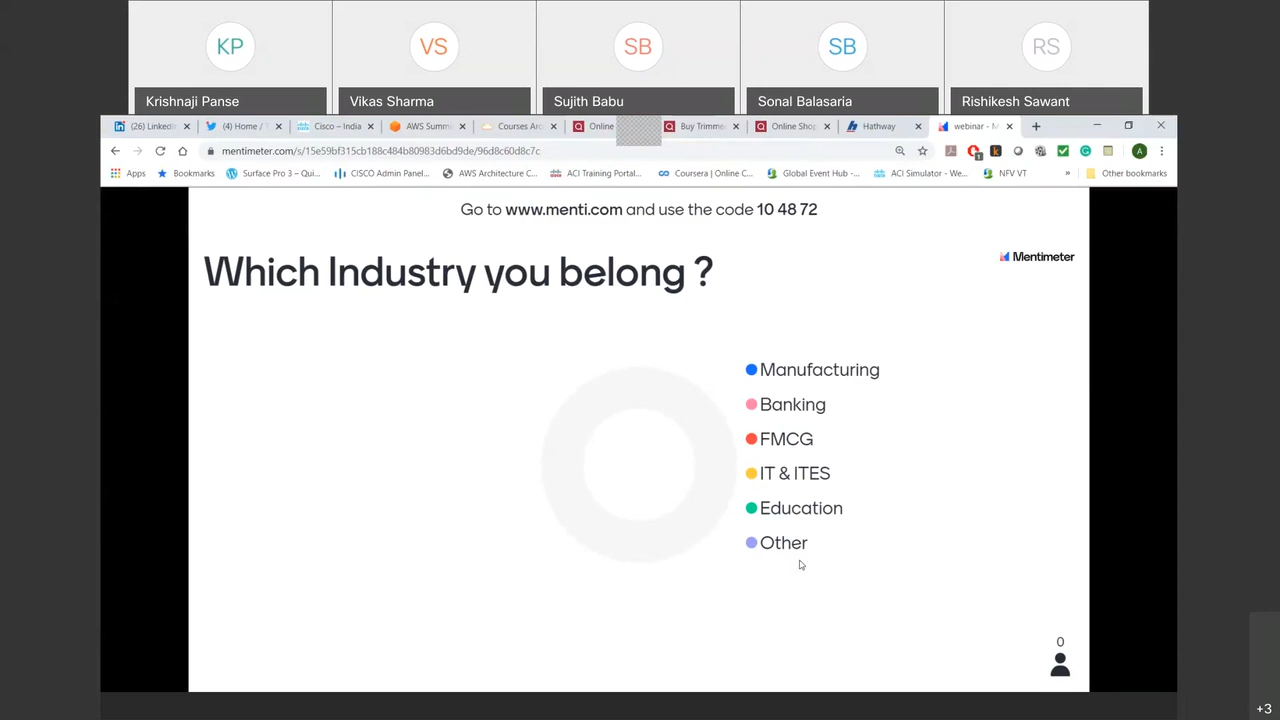 KP
VS
SB
SB
RS
Krishnaji Panse
Vikas Sharma
Sujith Babu
Sonal Balasaria
Rishikesh Sawant
(26) LinkedIn
(4) Home / T
Cisco – India
AWS Summi
Courses Arc
Online
Buy Trimme
Online Shop
Hathway
webinar - M
mentimeter.com/s/15e59bf315cb188c484b80983d6bd9de/96d8c60d8c7c
1
A
Apps
Bookmarks
Surface Pro 3 – Qui...
CISCO Admin Panel...
AWS Architecture C...
ACI Training Portal...
Coursera | Online C...
Global Event Hub -...
ACI Simulator - We...
NFV VT
»
Other bookmarks
Go to www.menti.com and use the code 10 48 72
Which Industry you belong ?
Mentimeter
Manufacturing
Banking
FMCG
IT & ITES
Education
Other
0
+3